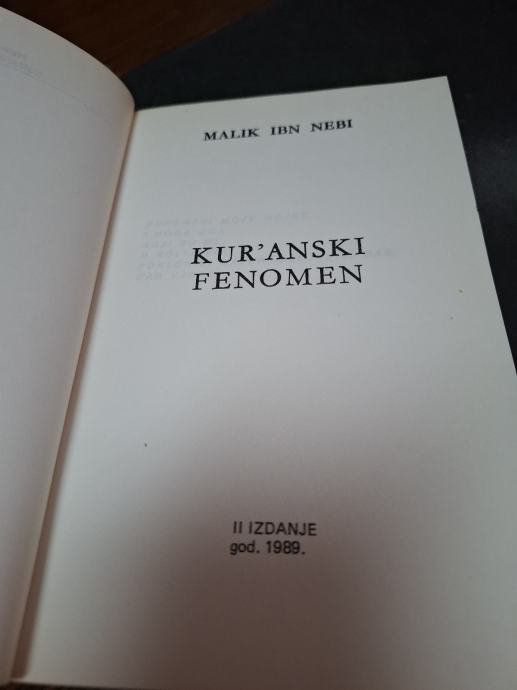 MALIK IBN NEBI
KUR'ANSKI
FENOMEN
II IZDANJE
god. 1989.